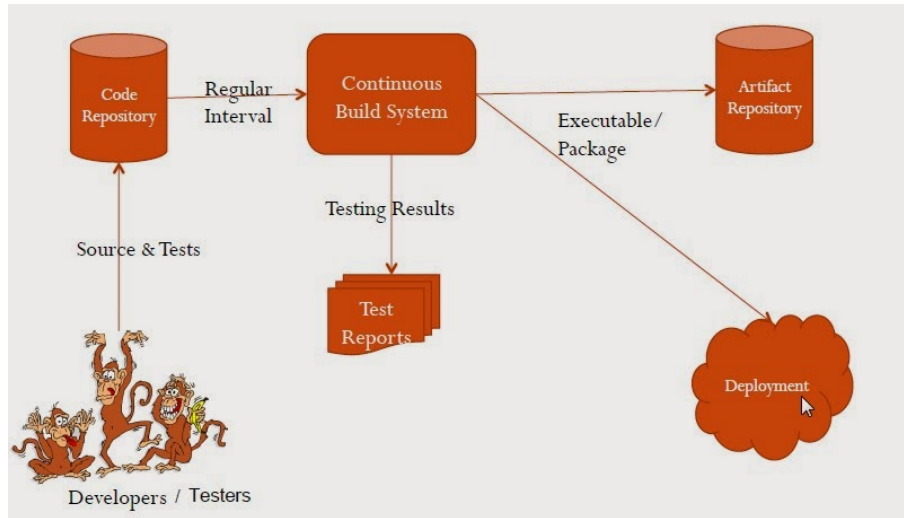 Code
Repository
Regular
Interval
Continuous
Build System
Artifact
Repository
Executable/
Package
Testing Results
Source & Tests
Test
Reports
Deployment
Developers / Testers